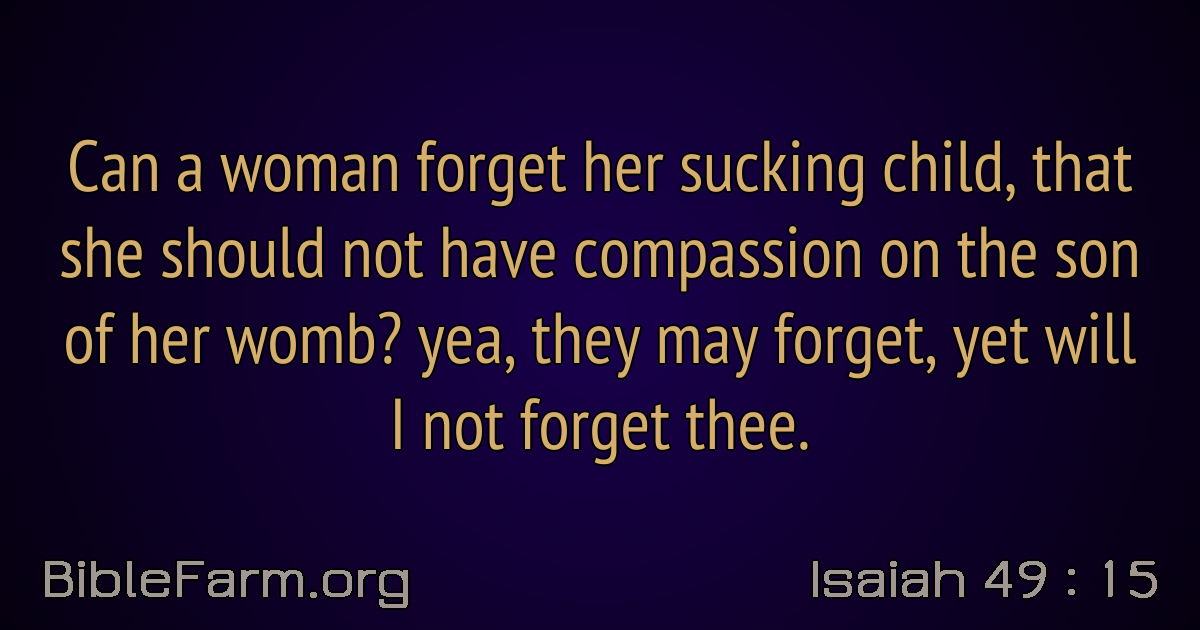 Can a woman forget her sucking child, that
she should not have compassion on the son
of her womb? yea, they may forget, yet will
I not forget thee.
BibleFarm.org
Isaiah 49 : 15